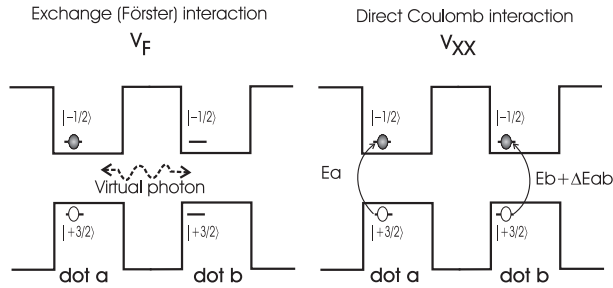 Exchange (Förster) interaction
V_F
|−1/2⟩
|−1/2⟩
Virtual photon
|+3/2⟩
|+3/2⟩
dot a
dot b
Direct Coulomb interaction
V_XX
|−1/2⟩
|−1/2⟩
Ea
Eb+ΔEab
|+3/2⟩
|+3/2⟩
dot a
dot b